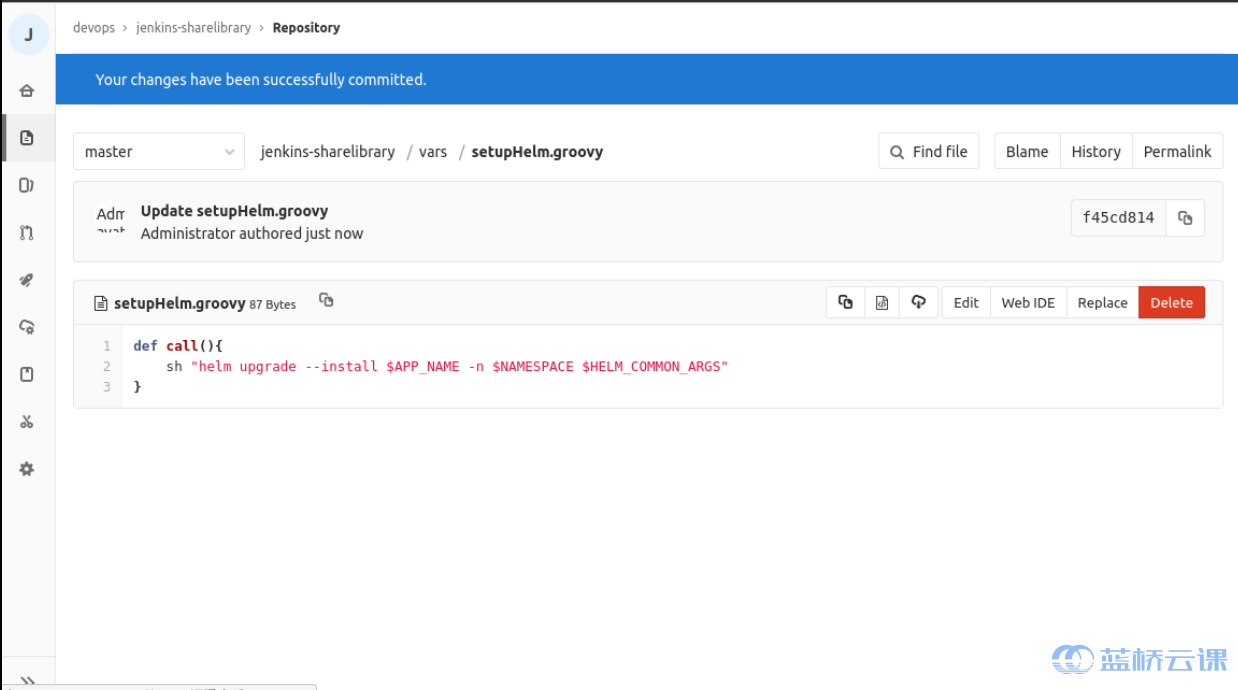 J
devops > jenkins-sharelibrary > Repository
Your changes have been successfully committed.
master
jenkins-sharelibrary / vars / setupHelm.groovy
Find file
Blame
History
Permalink
Update setupHelm.groovy
Administrator authored just now
f45cd814
setupHelm.groovy 87 Bytes
Edit
Web IDE
Replace
Delete
1 def call(){
2 sh "helm upgrade --install $APP_NAME -n $NAMESPACE $HELM_COMMON_ARGS"
3 }
蓝桥云课